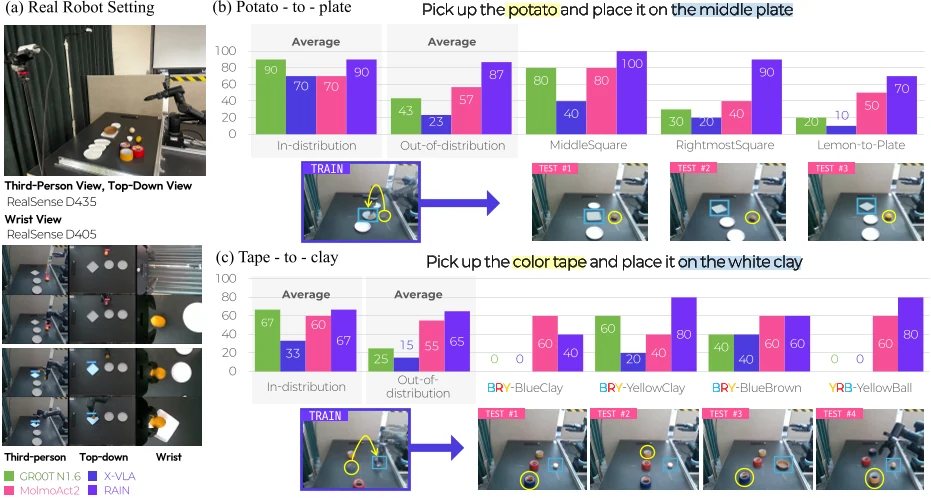 (a) Real Robot Setting
Third-Person View, Top-Down View
RealSense D435
Wrist View
RealSense D405
Third-person Top-down Wrist
GR00T N1.6 X-VLA
MolmoAct2 RAIN
(b) Potato - to - plate
Pick up the potato and place it on the middle plate
100
80
60
40
20
0
Average
90 70 70 90
In-distribution
Average
43 23 57 87
Out-of-distribution
80 40 80 100
MiddleSquare
30 20 40 90
RightmostSquare
20 10 50 70
Lemon-to-Plate
TRAIN
TEST #1
TEST #2
TEST #3
(c) Tape - to - clay
Pick up the color tape and place it on the white clay
100
80
60
40
20
0
Average
67 33 60 67
In-distribution
Average
25 15 55 65
Out-of-
distribution
0 0 60 40
BRY-BlueClay
60 20 40 80
BRY-YellowClay
40 40 60 60
BRY-BlueBrown
0 0 60 80
YRB-YellowBall
TRAIN
TEST #1
TEST #2
TEST #3
TEST #4